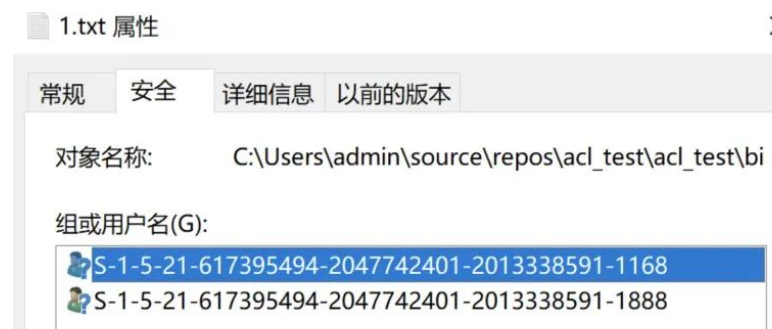 1.txt 属性
常规 安全 详细信息 以前的版本
对象名称: C:\Users\admin\source\repos\acl_test\acl_test\bi
组或用户名(G):
S-1-5-21-617395494-2047742401-2013338591-1168
S-1-5-21-617395494-2047742401-2013338591-1888